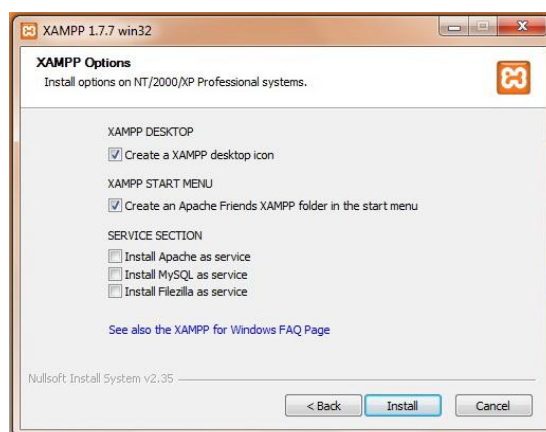 XAMPP 1.7.7 win32
XAMPP Options
Install options on NT/2000/XP Professional systems.
XAMPP DESKTOP
Create a XAMPP desktop icon
XAMPP START MENU
Create an Apache Friends XAMPP folder in the start menu
SERVICE SECTION
Install Apache as service
Install MySQL as service
Install Filezilla as service
See also the XAMPP for Windows FAQ Page
Nullsoft Install System v2.35
< Back Install Cancel